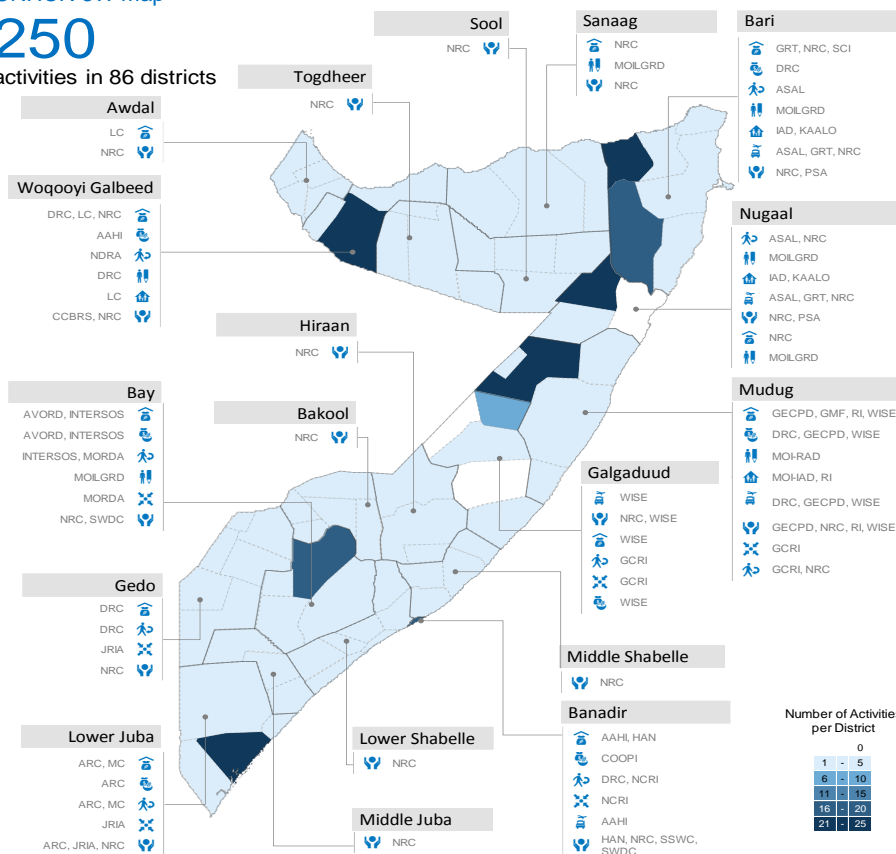 250
activities in 86 districts
Awdal
LC
NRC
Woqooyi Galbeed
DRC, LC, NRC
AAHI
NDRA
DRC
LC
CCBRS, NRC
Togdheer
NRC
Sool
NRC
Sanaag
NRC
MOILGRD
NRC
Bari
GRT, NRC, SCI
DRC
ASAL
MOILGRD
IAD, KAALO
ASAL, GRT, NRC
NRC, PSA
Nugaal
ASAL, NRC
MOILGRD
IAD, KAALO
ASAL, GRT, NRC
NRC, PSA
NRC
MOILGRD
Hiraan
NRC
Bakool
NRC
Bay
AVORD, INTERSOS
AVORD, INTERSOS
INTERSOS, MORDA
MOILGRD
MORDA
NRC, SWDC
Mudug
GECPD, GMF, RI, WISE
DRC, GECPD, WISE
MOI-RAD
MOI-IAD, RI
DRC, GECPD, WISE
GECPD, NRC, RI, WISE
GCRI
GCRI, NRC
Galgaduud
WISE
NRC, WISE
WISE
GCRI
GCRI
WISE
Gedo
DRC
DRC
JRIA
NRC
Lower Juba
ARC, MC
ARC
ARC, MC
JRIA
ARC, JRIA, NRC
Lower Shabelle
NRC
Middle Juba
NRC
Middle Shabelle
NRC
Banadir
AAHI, HAN
COOPI
DRC, NCRI
NCRI
AAHI
HAN, NRC, SSWC,
SWDC
Number of Activitie
per District
0
1 - 5
6 - 10
11 - 15
16 - 20
21 - 25